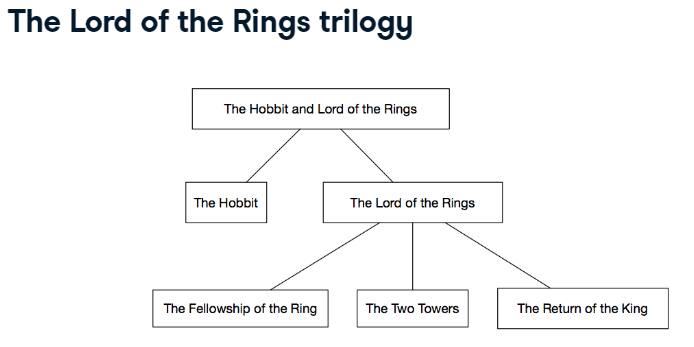 The Lord of the Rings trilogy
The Hobbit and Lord of the Rings
The Hobbit
The Lord of the Rings
The Fellowship of the Ring
The Two Towers
The Return of the King